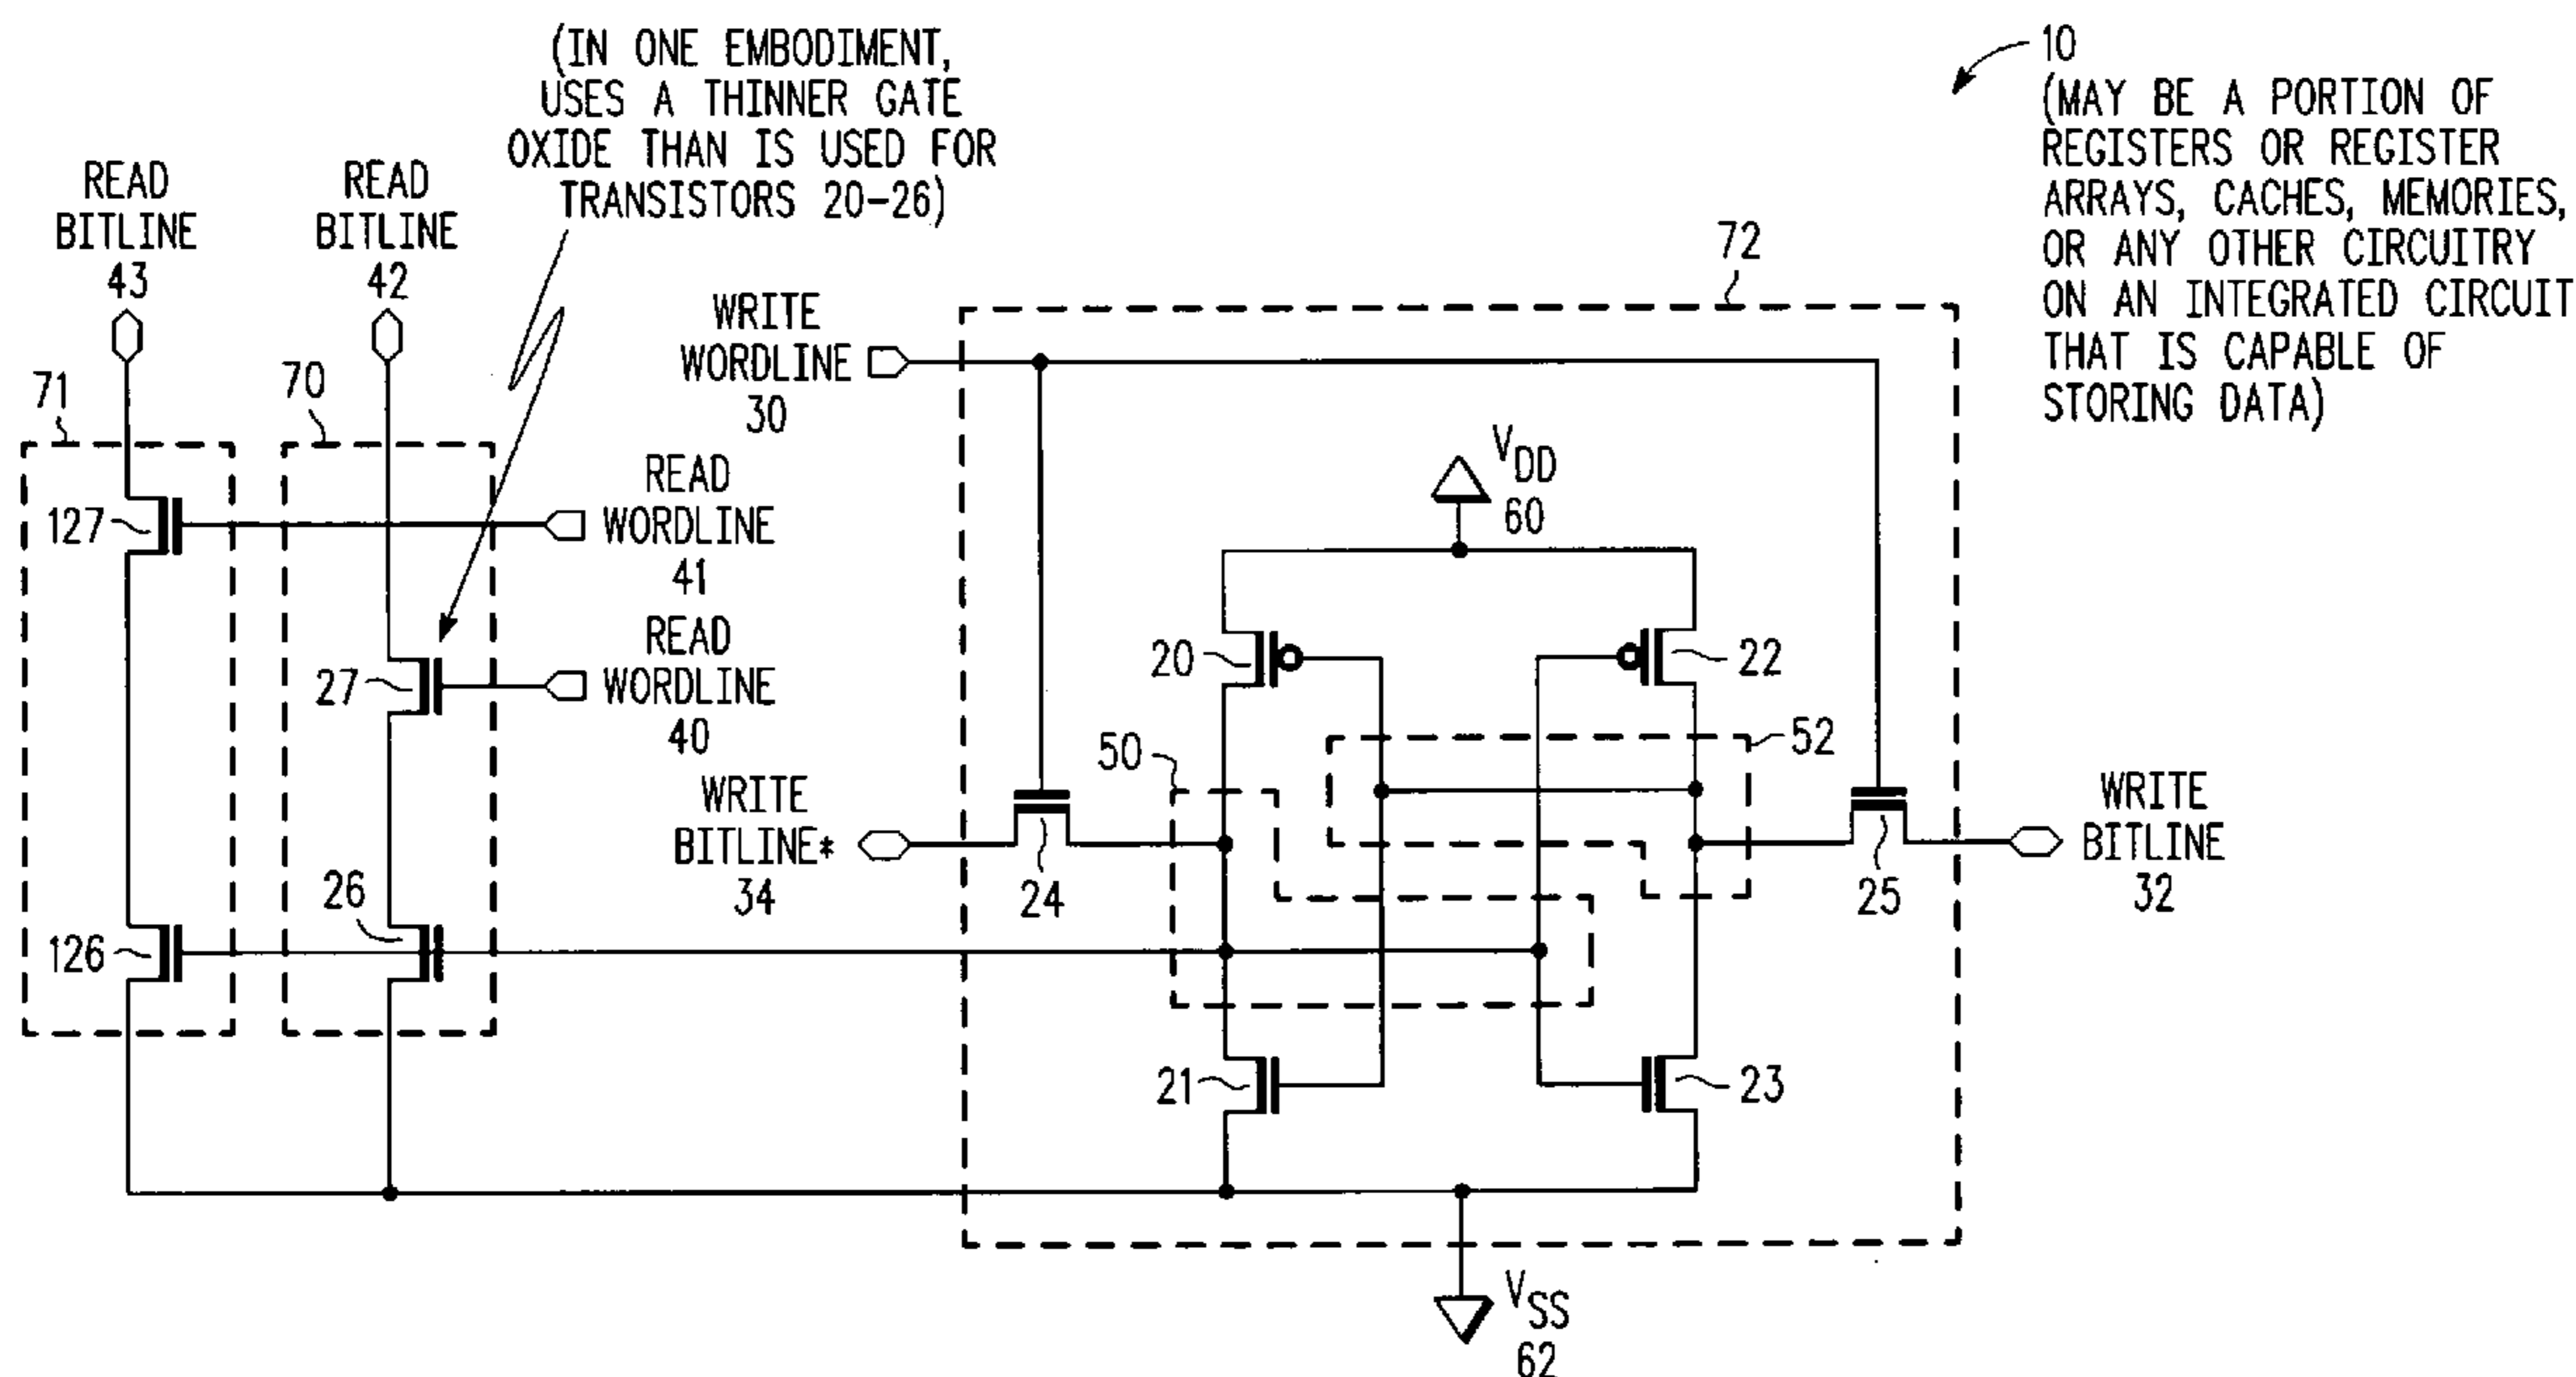 (IN ONE EMBODIMENT,
USES A THINNER GATE
OXIDE THAN IS USED FOR
TRANSISTORS 20-26)
10
(MAY BE A PORTION OF
REGISTERS OR REGISTER
ARRAYS, CACHES, MEMORIES,
OR ANY OTHER CIRCUITRY
ON AN INTEGRATED CIRCUIT
THAT IS CAPABLE OF
STORING DATA)
READ
BITLINE
43
READ
BITLINE
42
71
70
127
27
26
126
READ
WORDLINE
41
READ
WORDLINE
40
WRITE
WORDLINE
30
WRITE
BITLINE*
34
72
VDD
60
20
22
50
52
24
25
21
23
WRITE
BITLINE
32
VSS
62